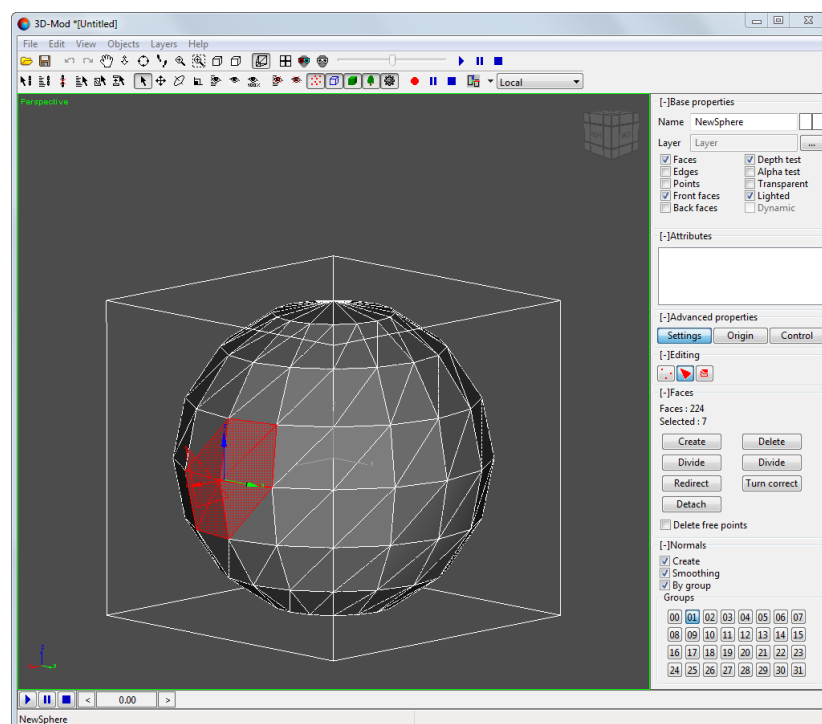 3D-Mod *[Untitled]
File Edit View Objects Layers Help
Local
Perspective
[-]Base properties
Name NewSphere
Layer Layer ...
Faces Depth test
Edges Alpha test
Points Transparent
Front faces Lighted
Back faces Dynamic
[-]Attributes
[-]Advanced properties
Settings Origin Control
[-]Editing
[-]Faces
Faces : 224
Selected : 7
Create Delete
Divide Divide
Redirect Turn correct
Detach
Delete free points
[-]Normals
Create
Smoothing
By group
Groups
00 01 02 03 04 05 06 07
08 09 10 11 12 13 14 15
16 17 18 19 20 21 22 23
24 25 26 27 28 29 30 31
< 0.00 >
NewSphere